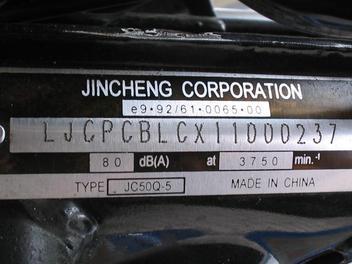 JINCHENG CORPORATION
e9·92/61·0065·00
LJCPCBLCX11000237
80 dB(A) at 3750 min.⁻¹
TYPE JC50Q-5 MADE IN CHINA